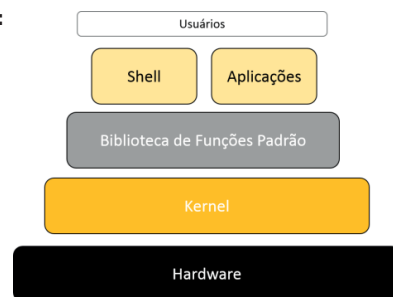 :
Usuários
Shell Aplicações
Biblioteca de Funções Padrão
Kernel
Hardware